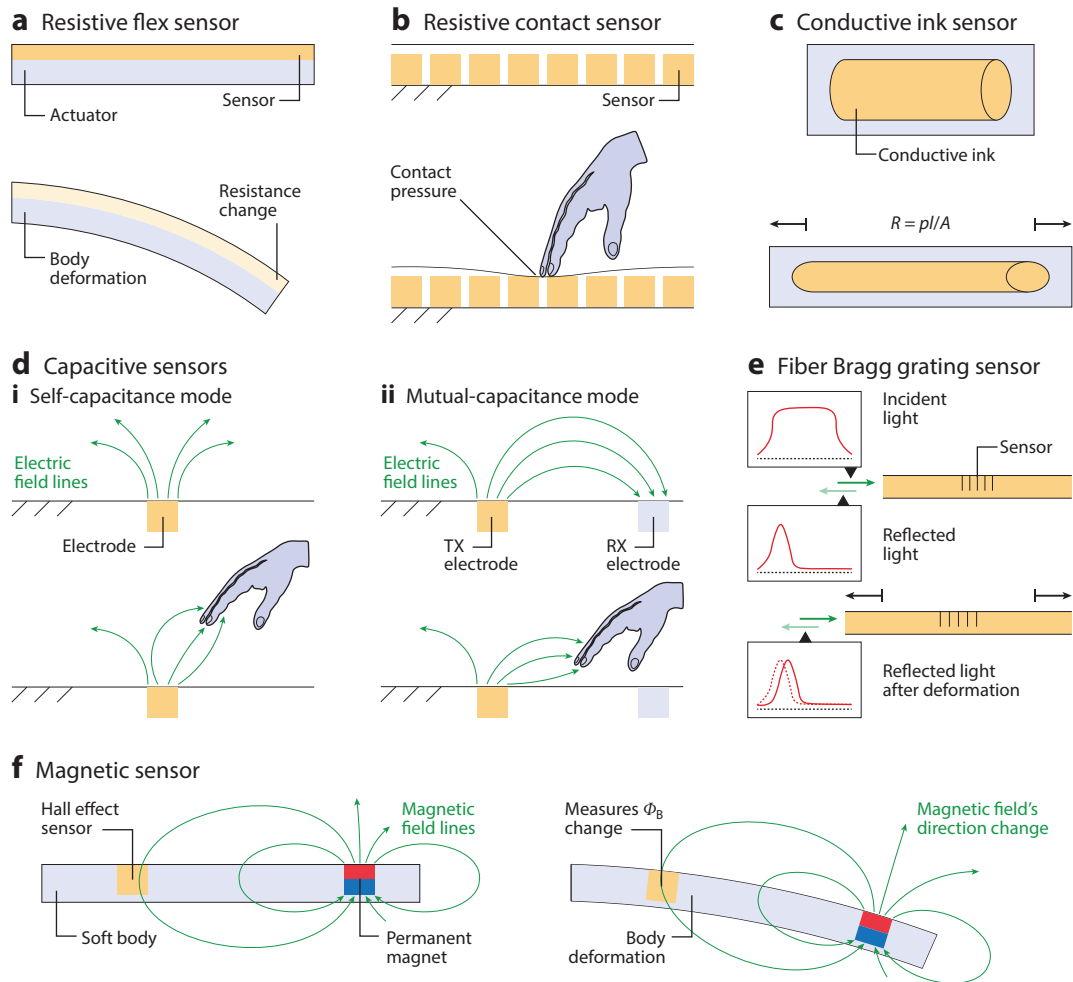 a Resistive flex sensor
Sensor
Actuator
Resistance
change
Body
deformation
b Resistive contact sensor
Sensor
Contact
pressure
c Conductive ink sensor
Conductive ink
R = pl/A
d Capacitive sensors
i Self-capacitance mode
Electric
field lines
Electrode
ii Mutual-capacitance mode
Electric
field lines
TX
electrode
RX
electrode
e Fiber Bragg grating sensor
Incident
light
Sensor
Reflected
light
Reflected light
after deformation
f Magnetic sensor
Hall effect
sensor
Magnetic
field lines
Soft body
Permanent
magnet
Measures Φ_B
change
Magnetic field's
direction change
Body
deformation